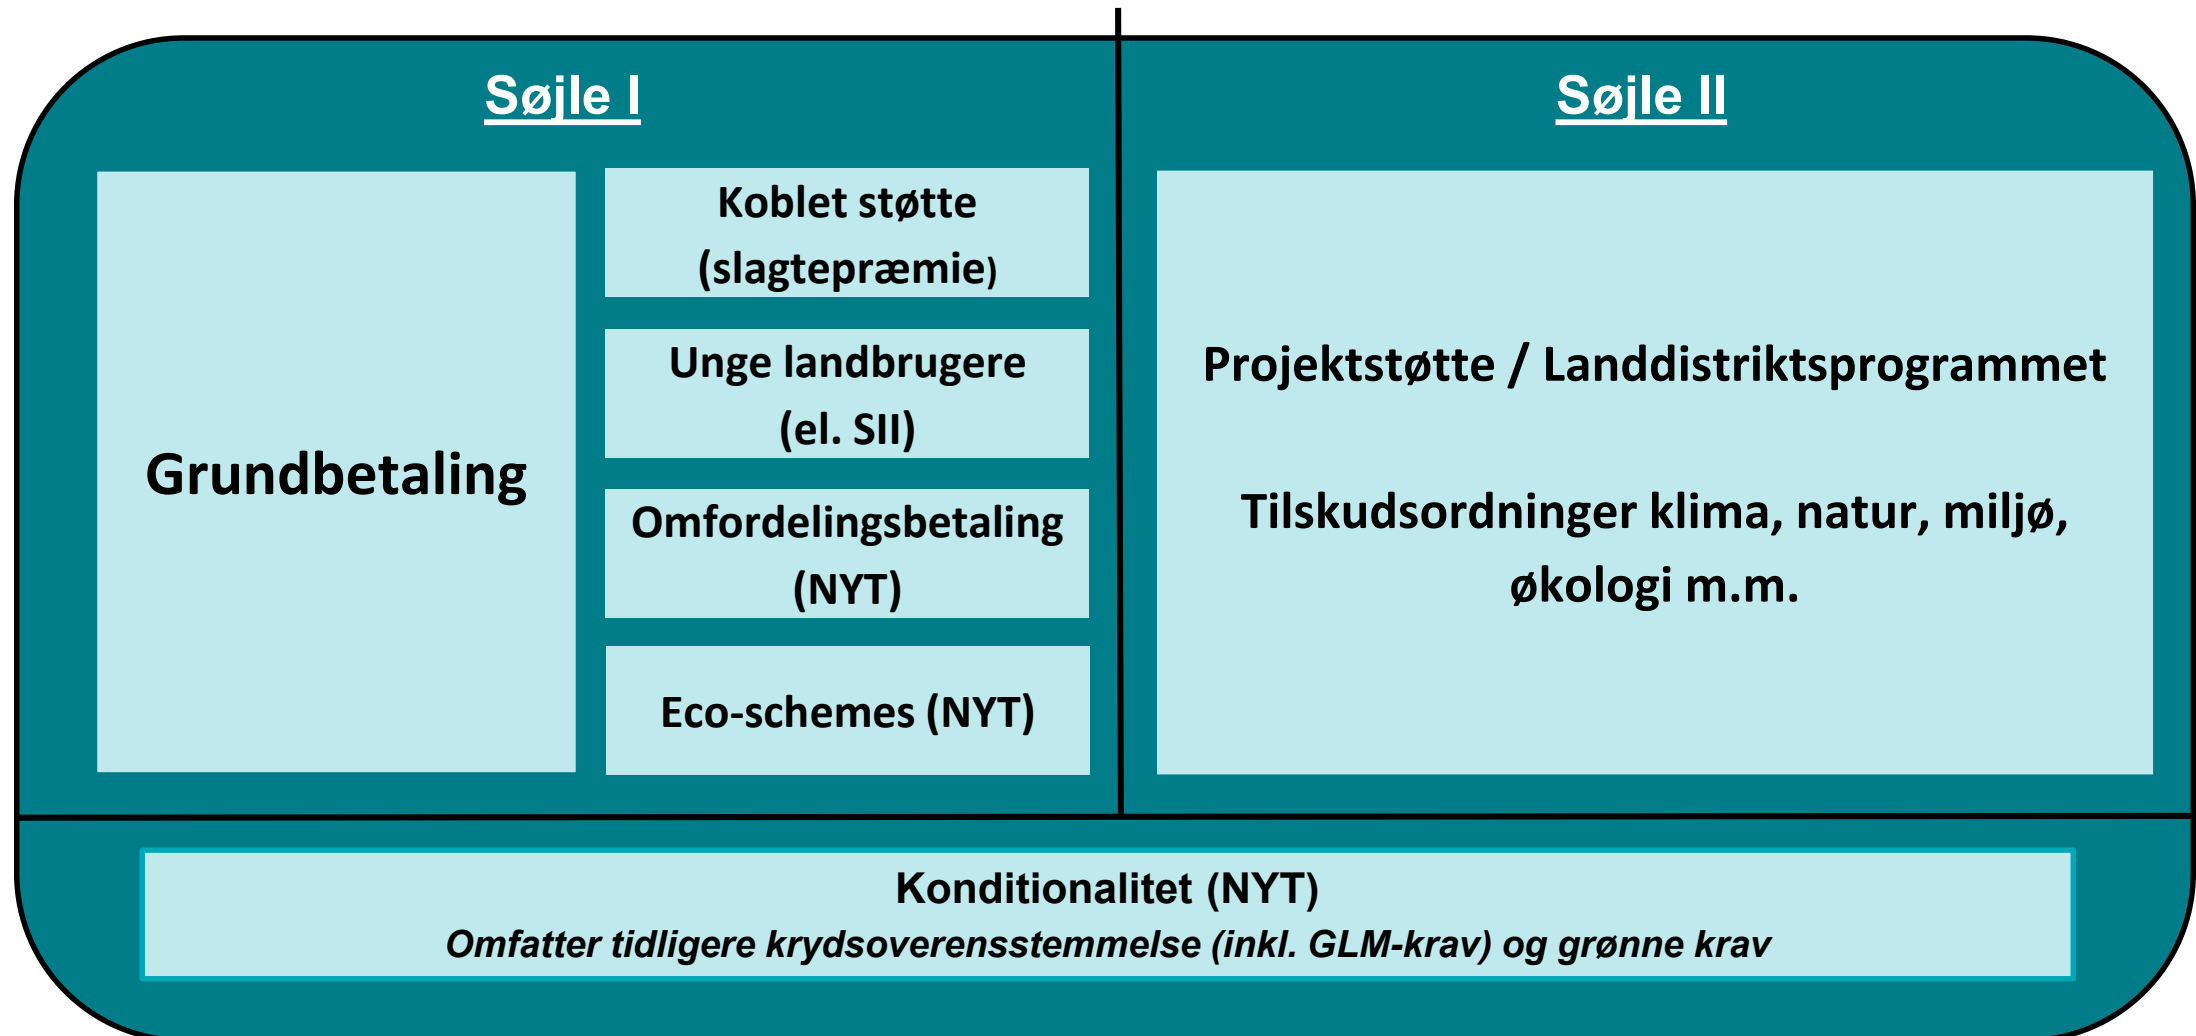 Søjle I
Grundbetaling
Koblet støtte
(slagtepræmie)
Unge landbrugere
(el. SII)
Omfordelingsbetaling
(NYT)
Eco-schemes (NYT)
Søjle II
Projektstøtte / Landdistriktsprogrammet
Tilskudsordninger klima, natur, miljø,
økologi m.m.
Konditionalitet (NYT)
Omfatter tidligere krydsoverensstemmelse (inkl. GLM-krav) og grønne krav